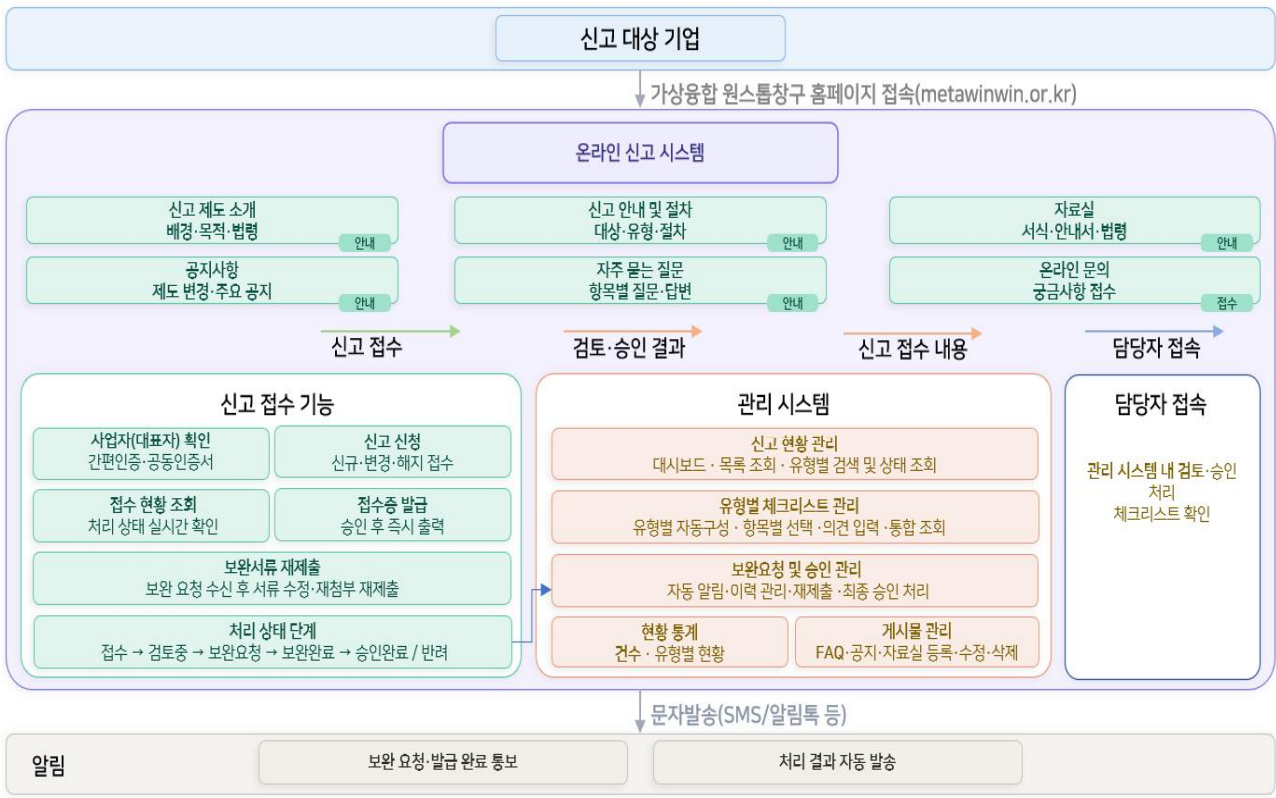 신고 대상 기업
가상융합 원스톱창구 홈페이지 접속(metawinwin.or.kr)
온라인 신고 시스템
신고 제도 소개
배경·목적·법령
안내
신고 안내 및 절차
대상·유형·절차
안내
자료실
서식·안내서·법령
안내
공지사항
제도 변경·주요 공지
안내
자주 묻는 질문
항목별 질문·답변
안내
온라인 문의
궁금사항 접수
접수
신고 접수
검토·승인 결과
신고 접수 내용
담당자 접속
신고 접수 기능
사업자(대표자) 확인
간편인증·공동인증서
신고 신청
신규·변경·해지 접수
접수 현황 조회
처리 상태 실시간 확인
접수증 발급
승인 후 즉시 출력
보완서류 재제출
보완 요청 수신 후 서류 수정·재첨부 재제출
처리 상태 단계
접수 → 검토중 → 보완요청 → 보완완료 → 승인완료 / 반려
관리 시스템
신고 현황 관리
대시보드 · 목록 조회 · 유형별 검색 및 상태 조회
유형별 체크리스트 관리
유형별 자동구성 · 항목별 선택 · 의견 입력 · 통합 조회
보완요청 및 승인 관리
자동 알림·이력 관리·재제출·최종 승인 처리
현황 통계
건수 · 유형별 현황
게시물 관리
FAQ·공지·자료실 등록·수정·삭제
담당자 접속
관리 시스템 내 검토·승인
처리
체크리스트 확인
문자발송(SMS/알림톡 등)
알림
보완 요청·발급 완료 통보
처리 결과 자동 발송